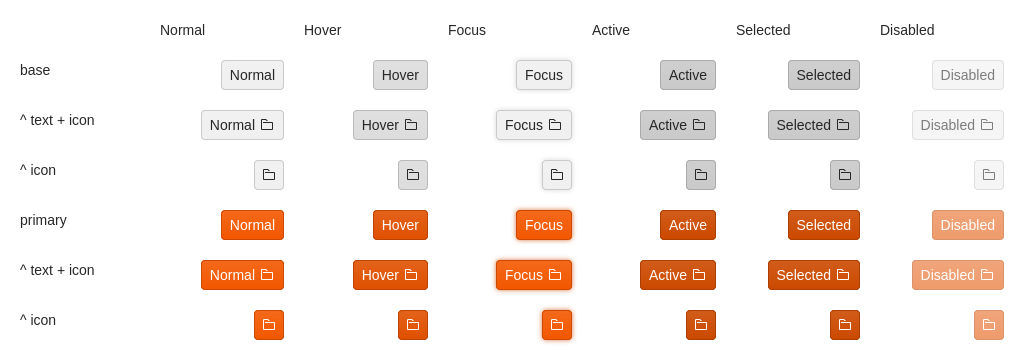 Normal Hover Focus Active Selected Disabled
base Normal Hover Focus Active Selected Disabled
^ text + icon Normal Hover Focus Active Selected Disabled
^ icon
primary Normal Hover Focus Active Selected Disabled
^ text + icon Normal Hover Focus Active Selected Disabled
^ icon